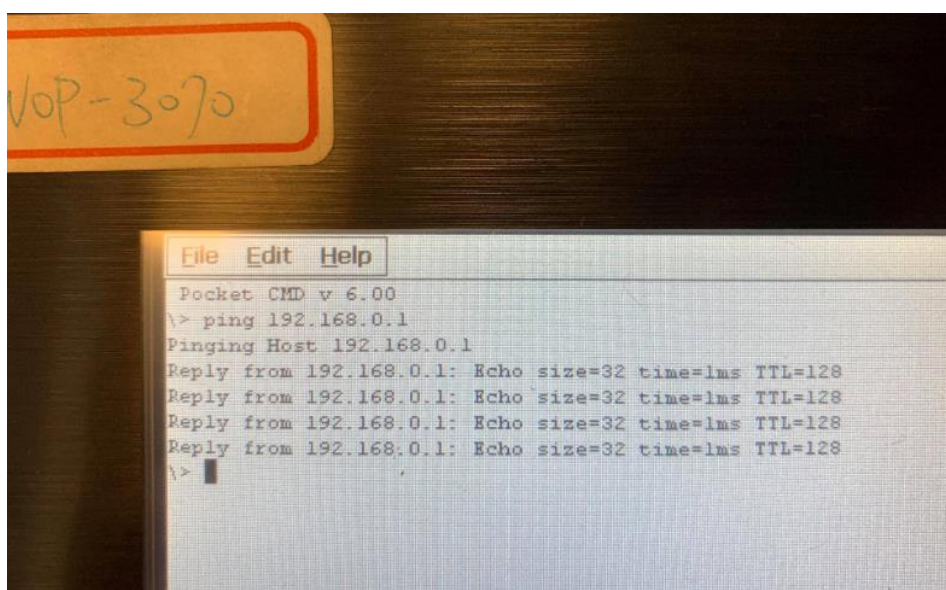 VOP-3070
File Edit Help
Pocket CMD v 6.00
\> ping 192.168.0.1
Pinging Host 192.168.0.1
Reply from 192.168.0.1: Echo size=32 time=1ms TTL=128
Reply from 192.168.0.1: Echo size=32 time=1ms TTL=128
Reply from 192.168.0.1: Echo size=32 time=1ms TTL=128
Reply from 192.168.0.1: Echo size=32 time=1ms TTL=128
\>